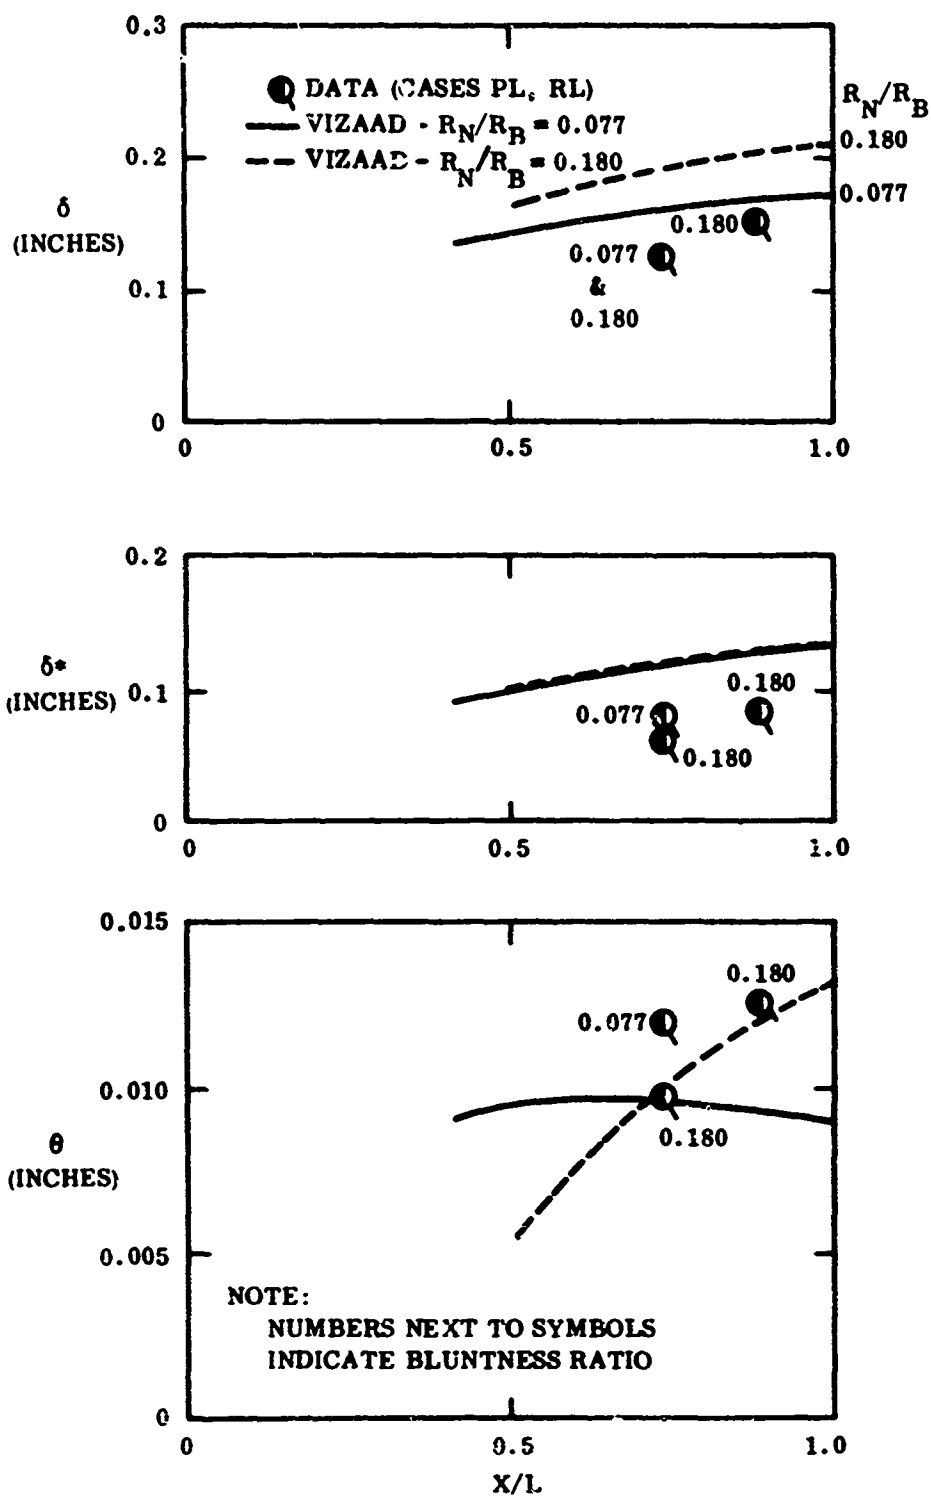 0.3
DATA (CASES PL, RL)
VIZAAD - R_N/R_B = 0.077
VIZAAD - R_N/R_B = 0.180
R_N/R_B
0.180
0.077
0.2
δ
(INCHES)
0.180
0.077
&
0.180
0.1
0
0
0.5
1.0
0.2
δ*
(INCHES)
0.1
0.180
0.077
0.180
0
0
0.5
1.0
0.015
0.180
0.077
0.010
0.180
θ
(INCHES)
0.005
NOTE:
NUMBERS NEXT TO SYMBOLS
INDICATE BLUNTNESS RATIO
0
0
0.5
1.0
X/L